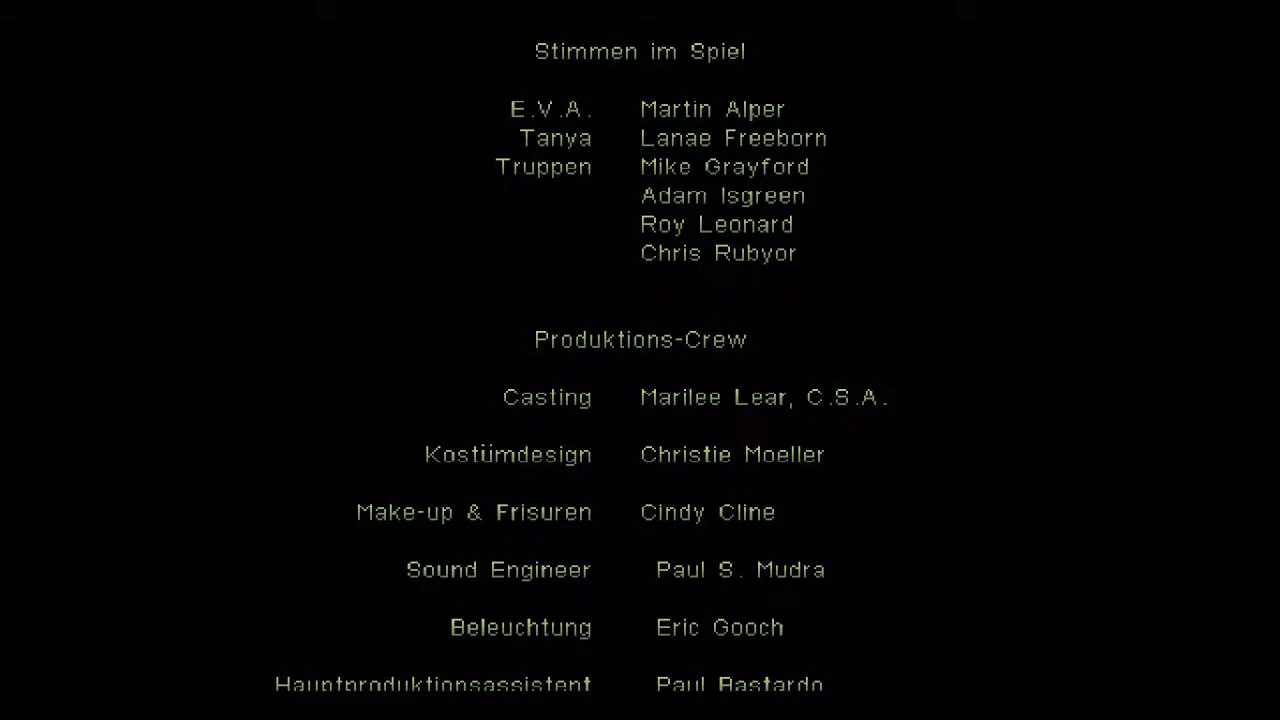 Stimmen im Spiel
E.V.A. Martin Alper
Tanya Lanae Freeborn
Truppen Mike Grayford
Adam Isgreen
Roy Leonard
Chris Rubyor
Produktions-Crew
Casting Marilee Lear, C.S.A.
Kostümdesign Christie Moeller
Make-up & Frisuren Cindy Cline
Sound Engineer Paul S. Mudra
Beleuchtung Eric Gooch
Hauptproduktionsassistent Paul Bastardo